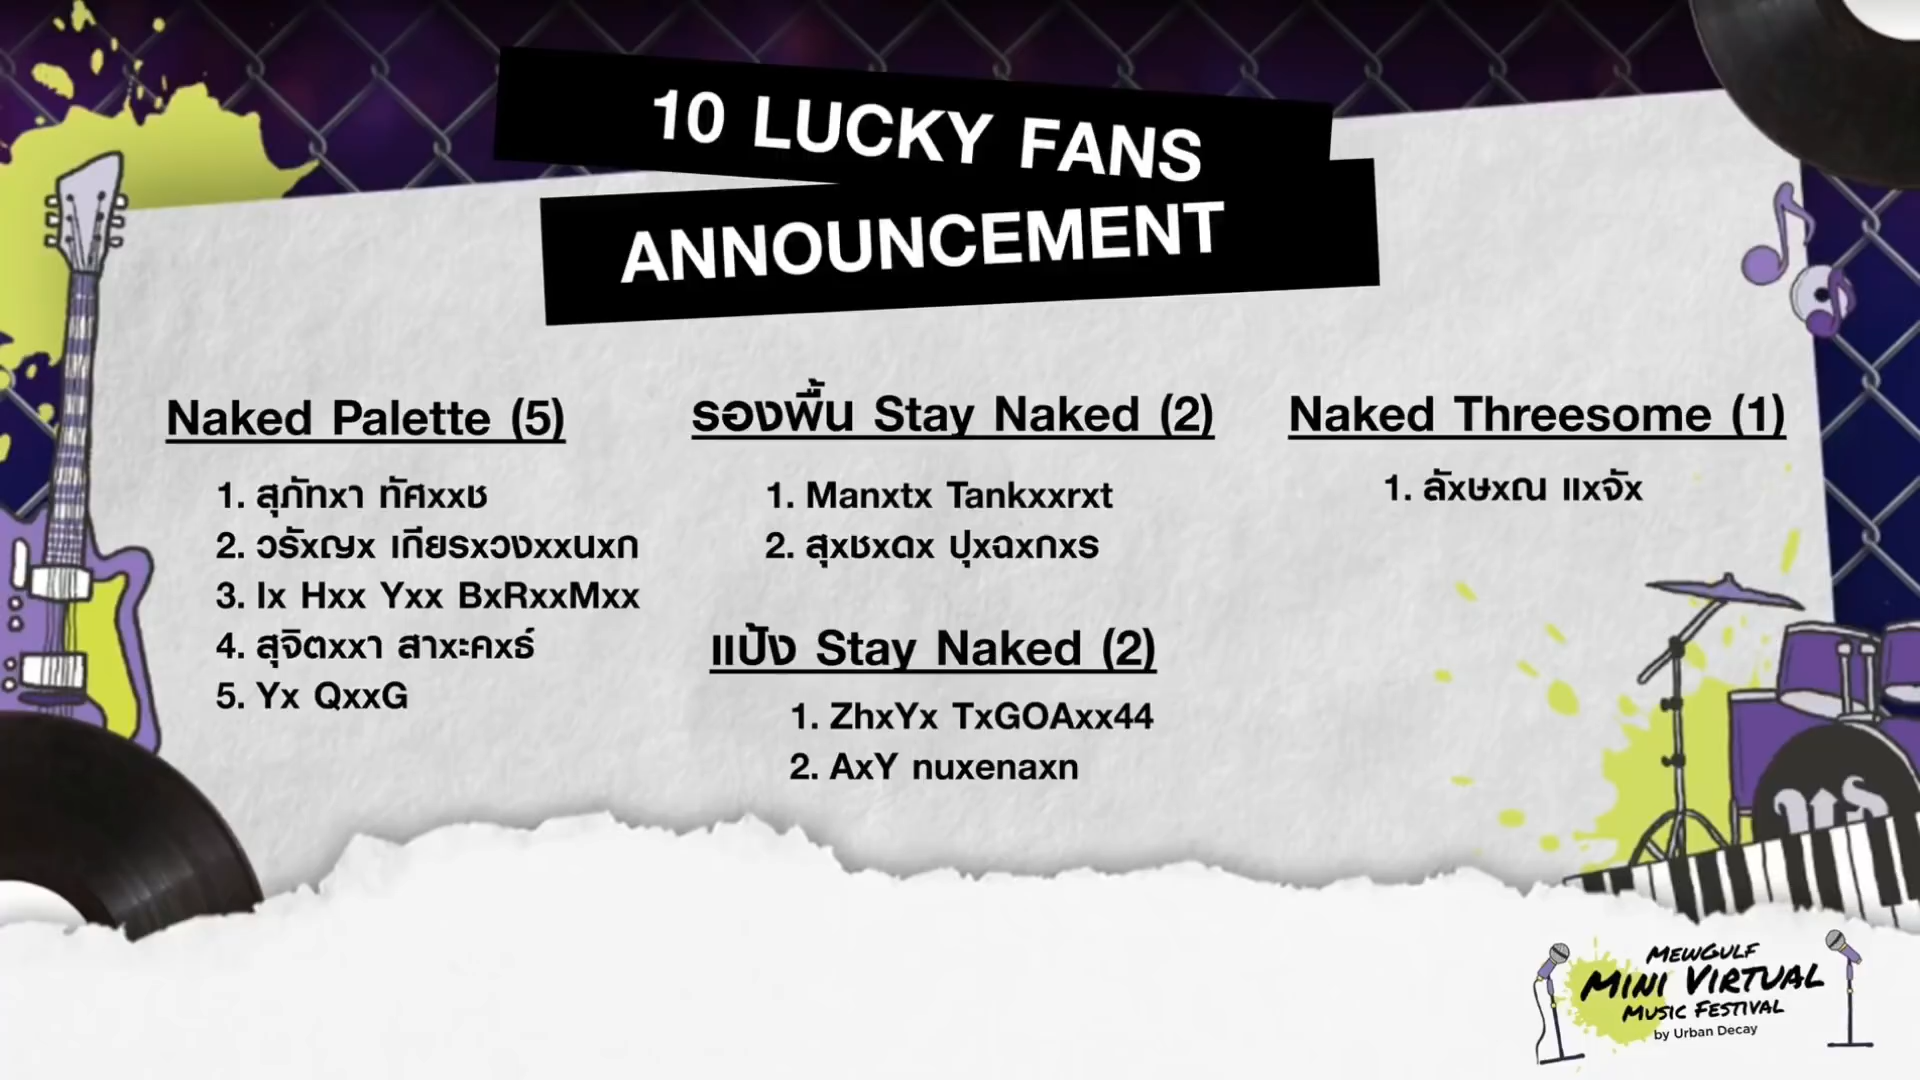 10 LUCKY FANS
ANNOUNCEMENT
Naked Palette (5)
1. สุภัทxา ทัศxxช
2. วรัxญx เกียรxวงxxนxก
3. Ix Hxx Yxx BxRxxMxx
4. สุจิตxxา สาxะคxธ์
5. Yx QxxG
รองพื้น Stay Naked (2)
1. Manxtx Tankxxrxt
2. สุxชxดx ปุxฉxกxร
แป้ง Stay Naked (2)
1. ZhxYx TxGOAxx44
2. AxY nuxenaxn
Naked Threesome (1)
1. ลัxษxณ แxจัx
MEWGULF
MINI VIRTUAL
MUSIC FESTIVAL
by Urban Decay